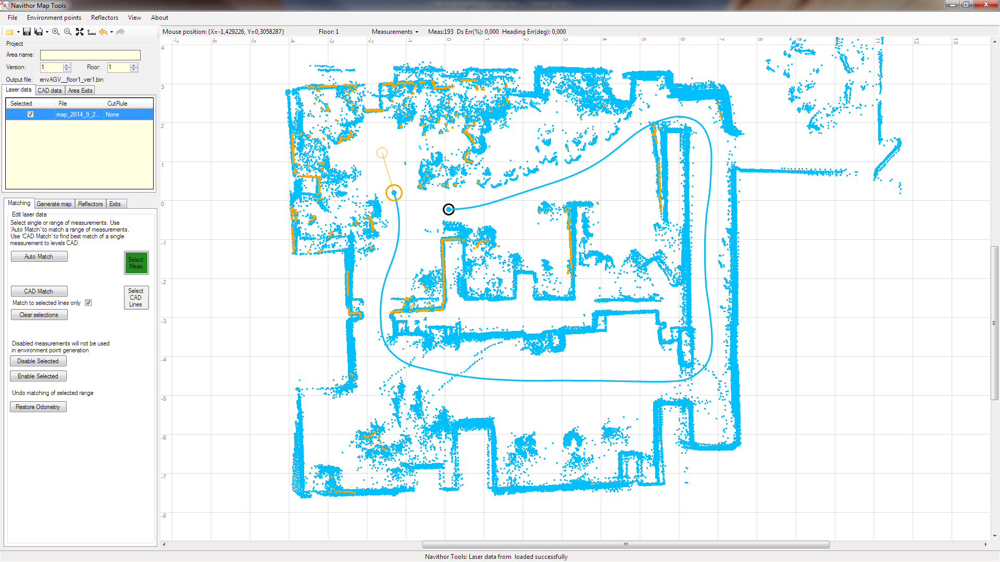 Navithor Map Tools
File Environment points Reflectors View About
Mouse position: {X=-1,429226, Y=0,3058287} Floor: 1 Measurements Meas:193 Ds Err(%): 0,000 Heading Err(deg): 0,000
Project
Area name:
Version: 1 Floor: 1
Output file: envAGV__floor1_ver1.bin
Laser data CAD data Area Exits
Selected File CutRule
map_2014_9_2... None
Matching Generate map Reflectors Exits
Edit laser data
Select single or range of measurements. Use
'Auto Match' to match a range of measurements.
Use 'CAD Match' to find best match of a single
measurement to levels CAD.
Auto Match
Select
Meas
CAD Match
Match to selected lines only
Select
CAD
Lines
Clear selections
Disabled measurements will not be used
in environment point generation
Disable Selected
Enable Selected
Undo matching of selected range
Restore Odometry
-7 -6 -5 -4 -3 -2 -1 0 1 2 3 4 5 6 7 8 9 10 11 12 13
4
3
2
1
0
-1
-2
-3
-4
-5
-6
-7
-8
Navithor Tools: Laser data from loaded successfully